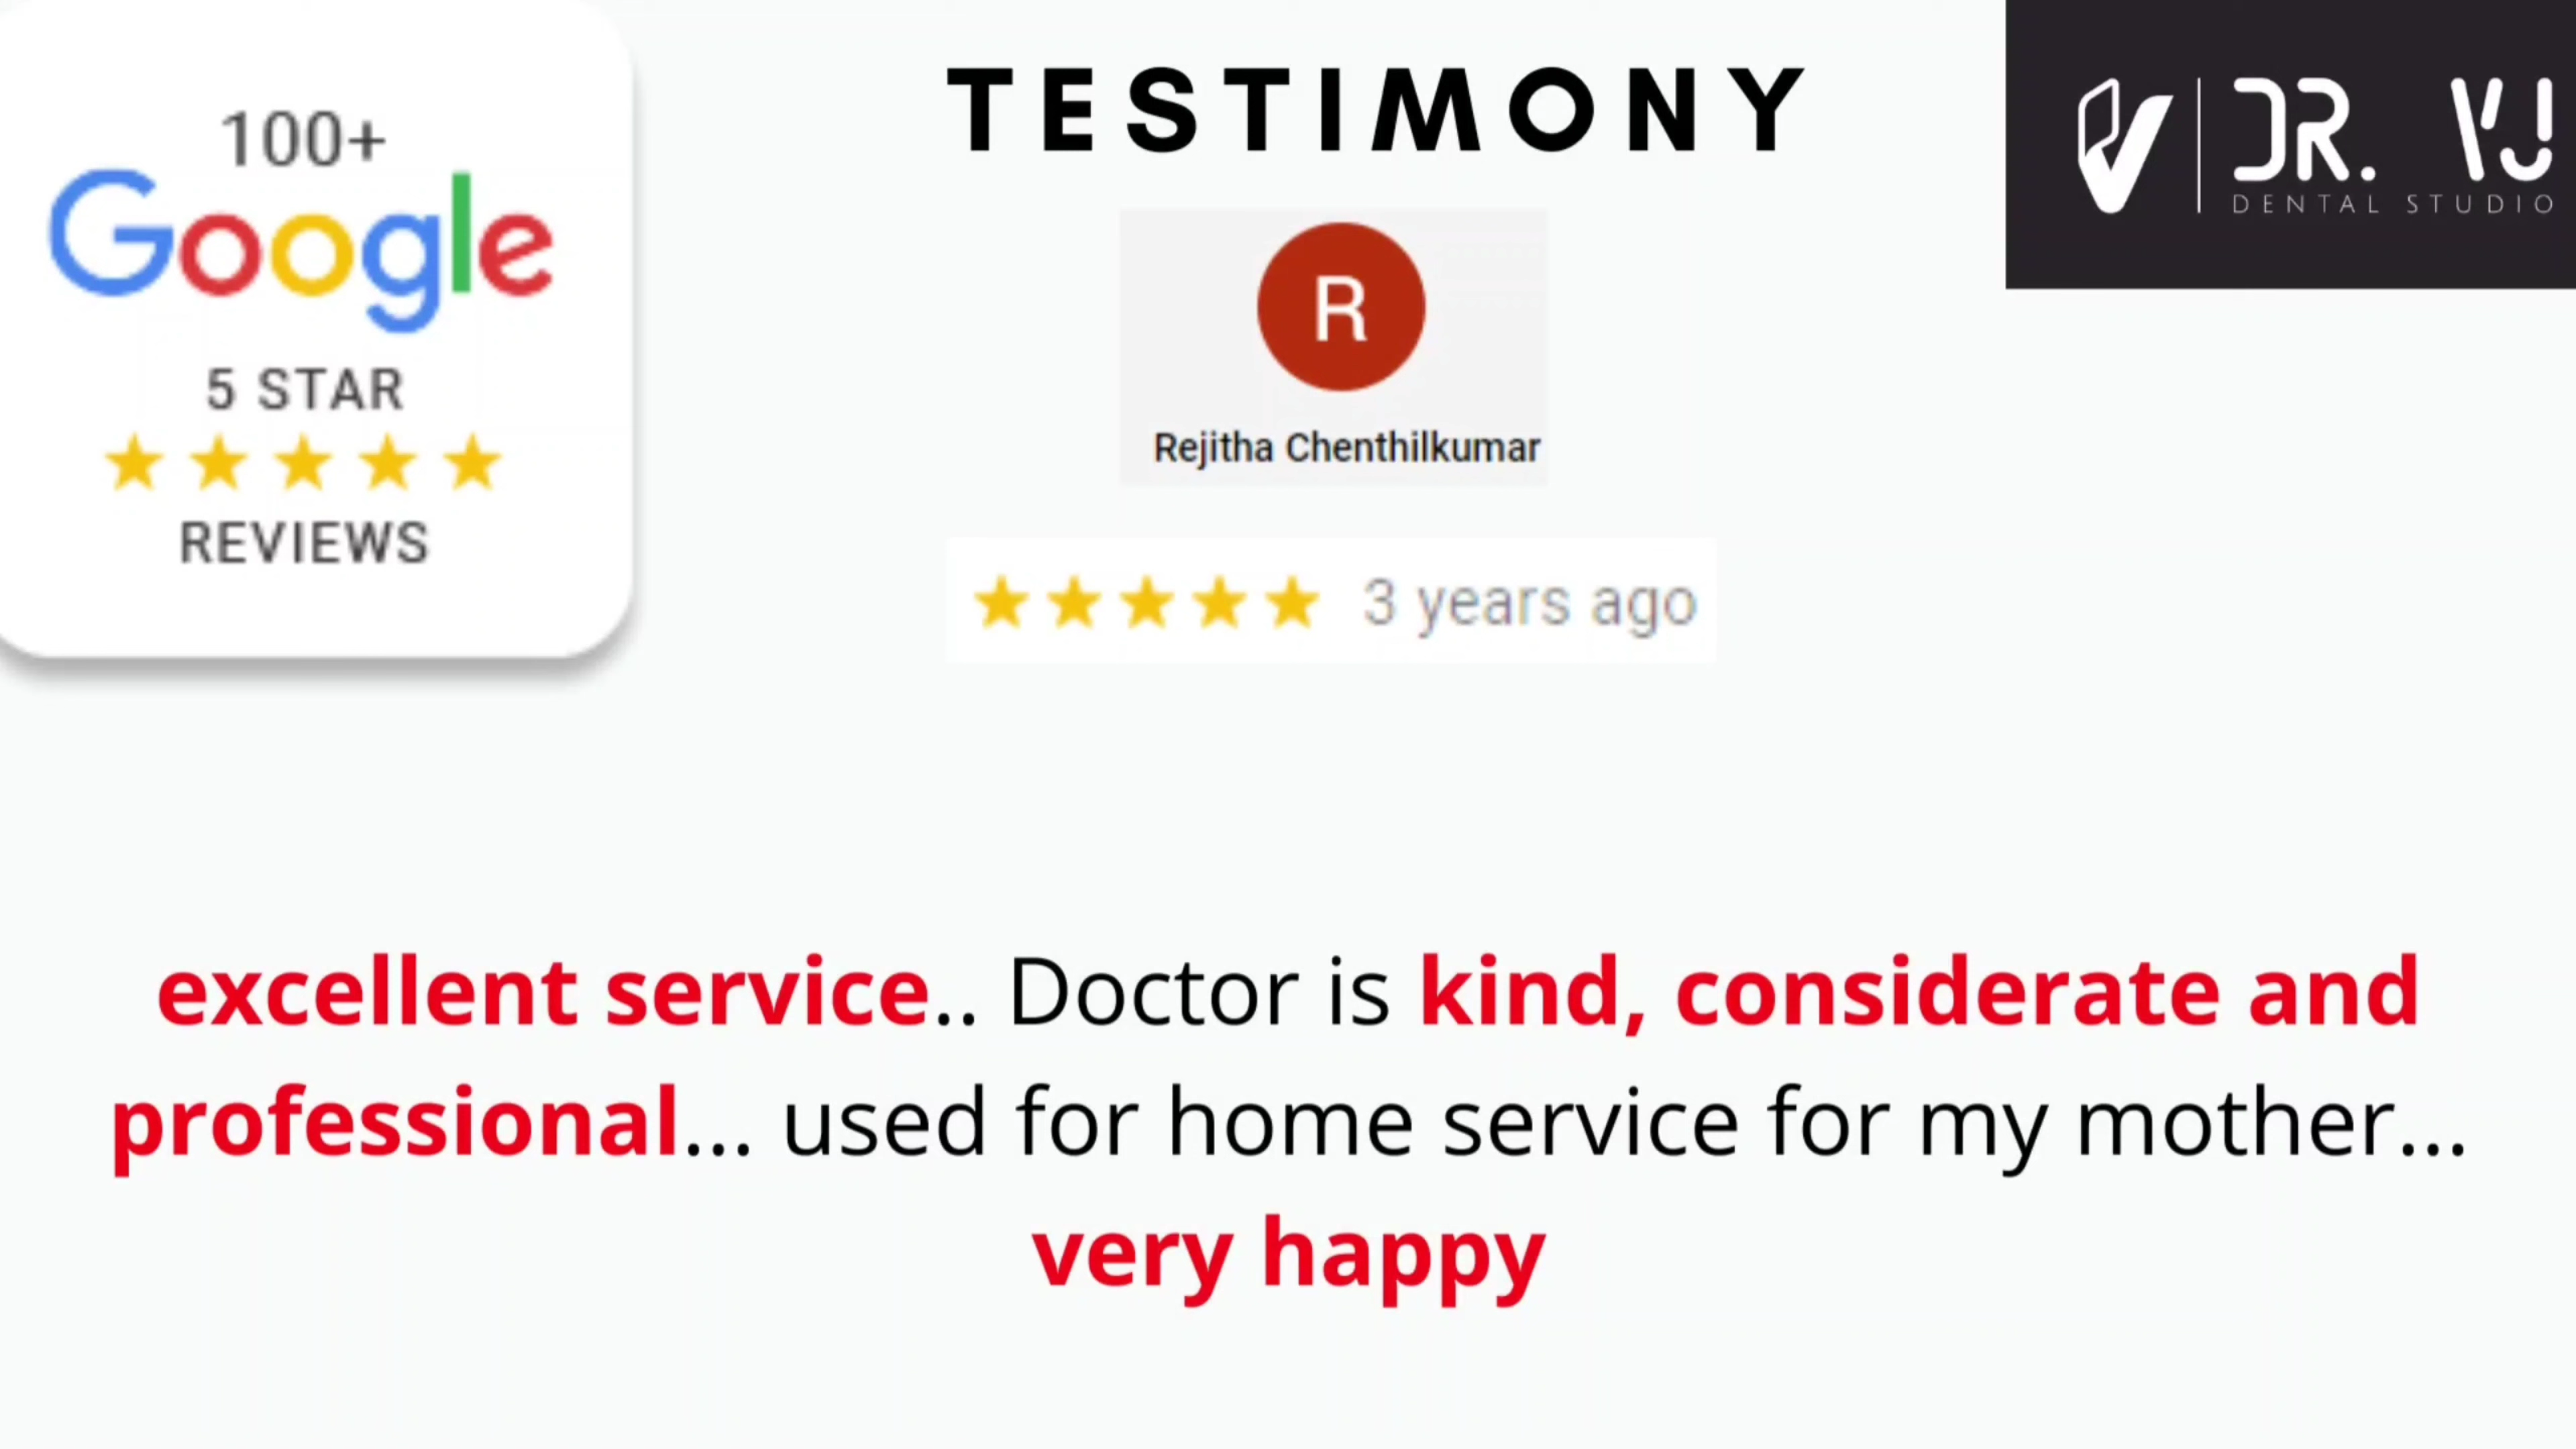 100+
Google
5 STAR
REVIEWS
TESTIMONY
R
Rejitha Chenthilkumar
3 years ago
DR. VJ
DENTAL STUDIO
excellent service.. Doctor is kind, considerate and
professional... used for home service for my mother...
very happy